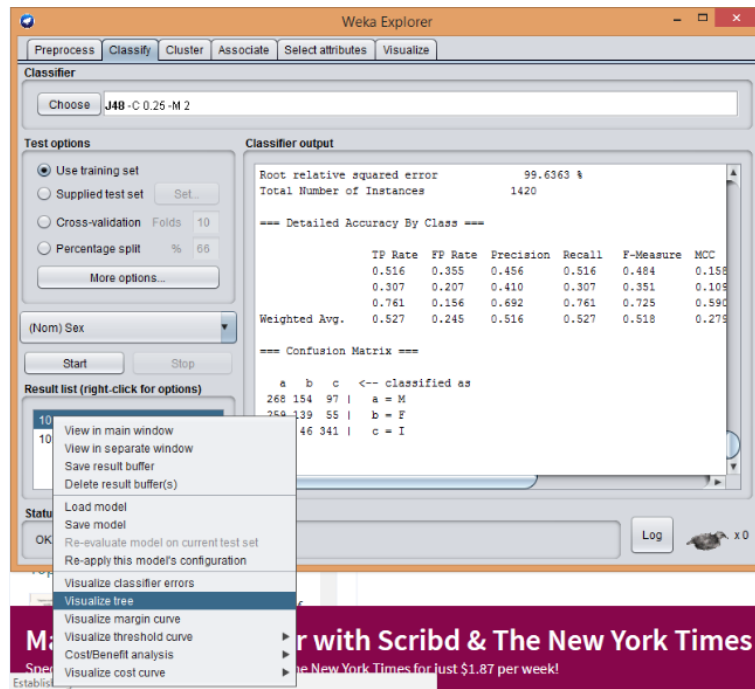 Weka Explorer
Preprocess Classify Cluster Associate Select attributes Visualize
Classifier
Choose J48 -C 0.25 -M 2
Test options
Use training set
Supplied test set Set...
Cross-validation Folds 10
Percentage split % 66
More options...
(Nom) Sex
Start Stop
Result list (right-click for options)
10
10
Classifier output
Root relative squared error 99.6363 %
Total Number of Instances 1420
=== Detailed Accuracy By Class ===
TP Rate FP Rate Precision Recall F-Measure MCC
0.516 0.355 0.456 0.516 0.484 0.158
0.307 0.207 0.410 0.307 0.351 0.109
0.761 0.156 0.692 0.761 0.725 0.590
Weighted Avg. 0.527 0.245 0.516 0.527 0.518 0.279
=== Confusion Matrix ===
a b c <-- classified as
268 154 97 | a = M
259 139 55 | b = F
46 341 | c = I
View in main window
View in separate window
Save result buffer
Delete result buffer(s)
Load model
Save model
Re-evaluate model on current test set
Re-apply this model's configuration
Visualize classifier errors
Visualize tree
Visualize margin curve
Visualize threshold curve
Cost/Benefit analysis
Visualize cost curve
Statu
OK
Log x 0
r with Scribd & The New York Times
he New York Times for just $1.87 per week!
Establis